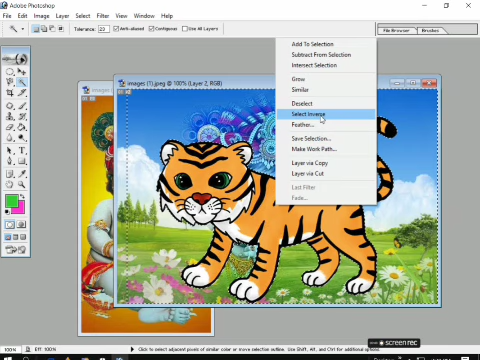 Adobe Photoshop
File Edit Image Layer Select Filter View Window Help
Tolerance: 23 Anti-aliased Contiguous Use All Layers
File Browser Brushes
images (1).jpeg @ 100% (Layer 2, RGB)
Add To Selection
Subtract From Selection
Intersect Selection
Grow
Similar
Deselect
Select Inverse
Feather...
Save Selection...
Make Work Path...
Layer via Copy
Layer via Cut
Last Filter
Fade...
screenrec
100% Eff: 100% Click to select adjacent pixels of similar color or move selection outline. Use Shift, Alt, and Ctrl for additional options.